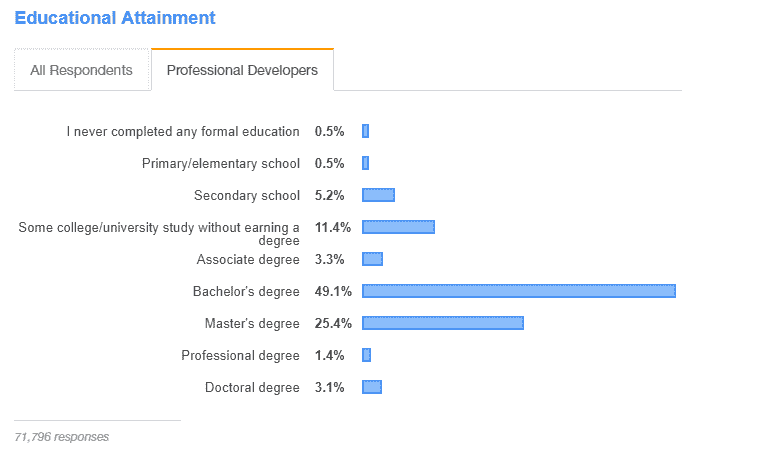 Educational Attainment
All Respondents
Professional Developers
I never completed any formal education 0.5%
Primary/elementary school 0.5%
Secondary school 5.2%
Some college/university study without earning a 11.4%
degree
Associate degree 3.3%
Bachelor's degree 49.1%
Master's degree 25.4%
Professional degree 1.4%
Doctoral degree 3.1%
71,796 responses